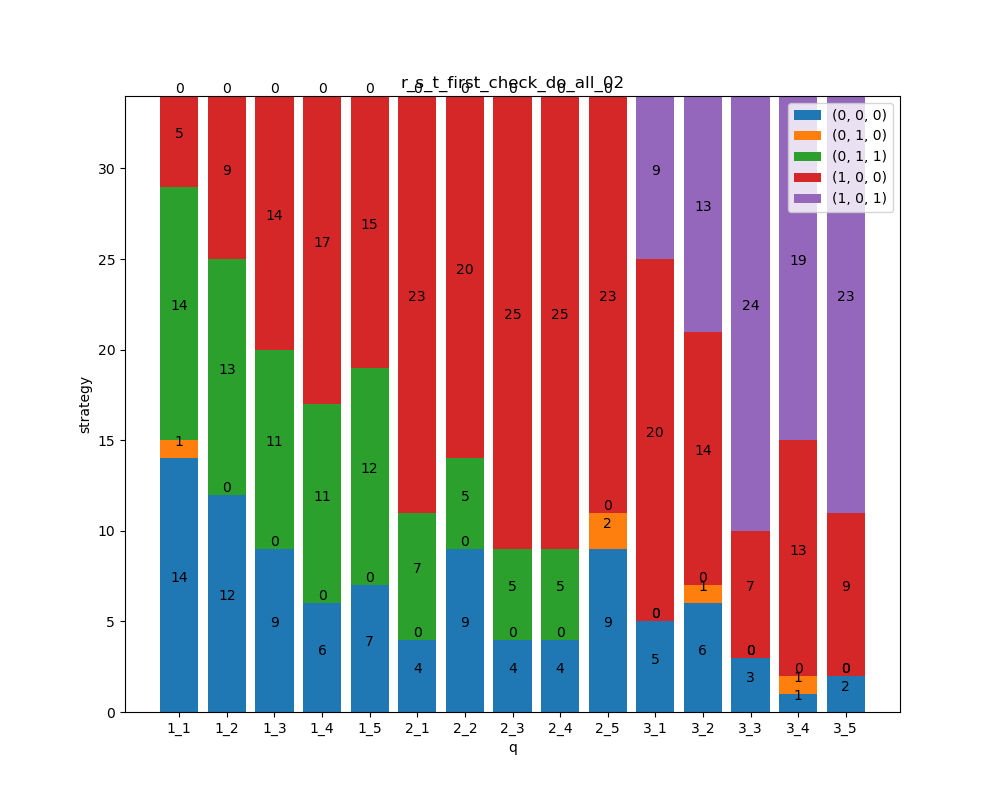 r_s_t_first_check_do_all_02
0 0 0 0 0 0 0 0 0 0
(0, 0, 0)
(0, 1, 0)
(0, 1, 1)
(1, 0, 0)
(1, 0, 1)
strategy
30
25
20
15
10
5
0
5 9 14 17 15 23 20 25 25 23 20 14 7 13 9
9 13 24 19 23
14 13 11 11 12 7 5 5 5 0 0 0 0 0 0
1 0 0 0 0 0 0 0 0 2 0 1 0 1 0
14 12 9 6 7 4 9 4 4 9 5 6 3 1 2
1_1 1_2 1_3 1_4 1_5 2_1 2_2 2_3 2_4 2_5 3_1 3_2 3_3 3_4 3_5
q